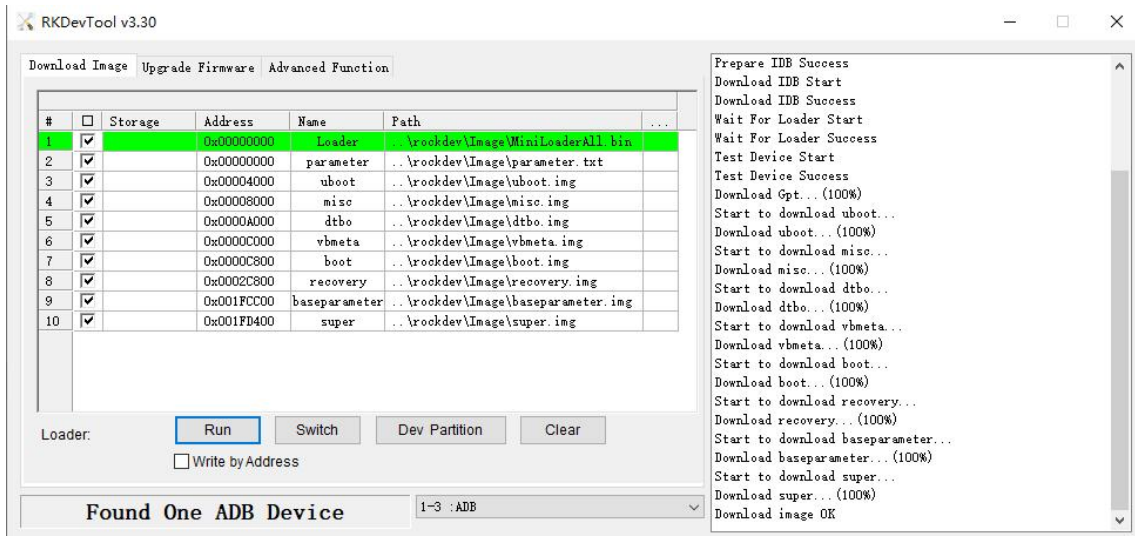 RKDevTool v3.30
Download Image Upgrade Firmware Advanced Function
# Storage Address Name Path ...
1 0x00000000 Loader ..\rockdev\Image\MiniLoaderAll.bin
2 0x00000000 parameter ..\rockdev\Image\parameter.txt
3 0x00004000 uboot ..\rockdev\Image\uboot.img
4 0x00008000 misc ..\rockdev\Image\misc.img
5 0x0000A000 dtbo ..\rockdev\Image\dtbo.img
6 0x0000C000 vbmeta ..\rockdev\Image\vbmeta.img
7 0x0000C800 boot ..\rockdev\Image\boot.img
8 0x0002C800 recovery ..\rockdev\Image\recovery.img
9 0x001FCC00 baseparameter ..\rockdev\Image\baseparameter.img
10 0x001FD400 super ..\rockdev\Image\super.img
Loader: Run Switch Dev Partition Clear
Write by Address
Found One ADB Device 1-3 :ADB
Prepare IDB Success
Download IDB Start
Download IDB Success
Wait For Loader Start
Wait For Loader Success
Test Device Start
Test Device Success
Download Gpt...(100%)
Start to download uboot...
Download uboot...(100%)
Start to download misc...
Download misc...(100%)
Start to download dtbo...
Download dtbo...(100%)
Start to download vbmeta...
Download vbmeta...(100%)
Start to download boot...
Download boot...(100%)
Start to download recovery...
Download recovery...(100%)
Start to download baseparameter...
Download baseparameter...(100%)
Start to download super...
Download super...(100%)
Download image OK